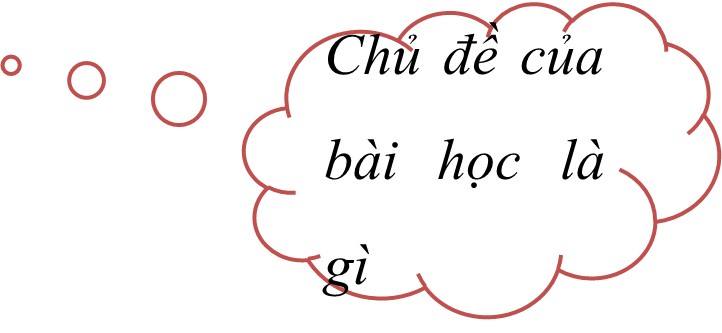 Chủ đề của
bài học là
gì